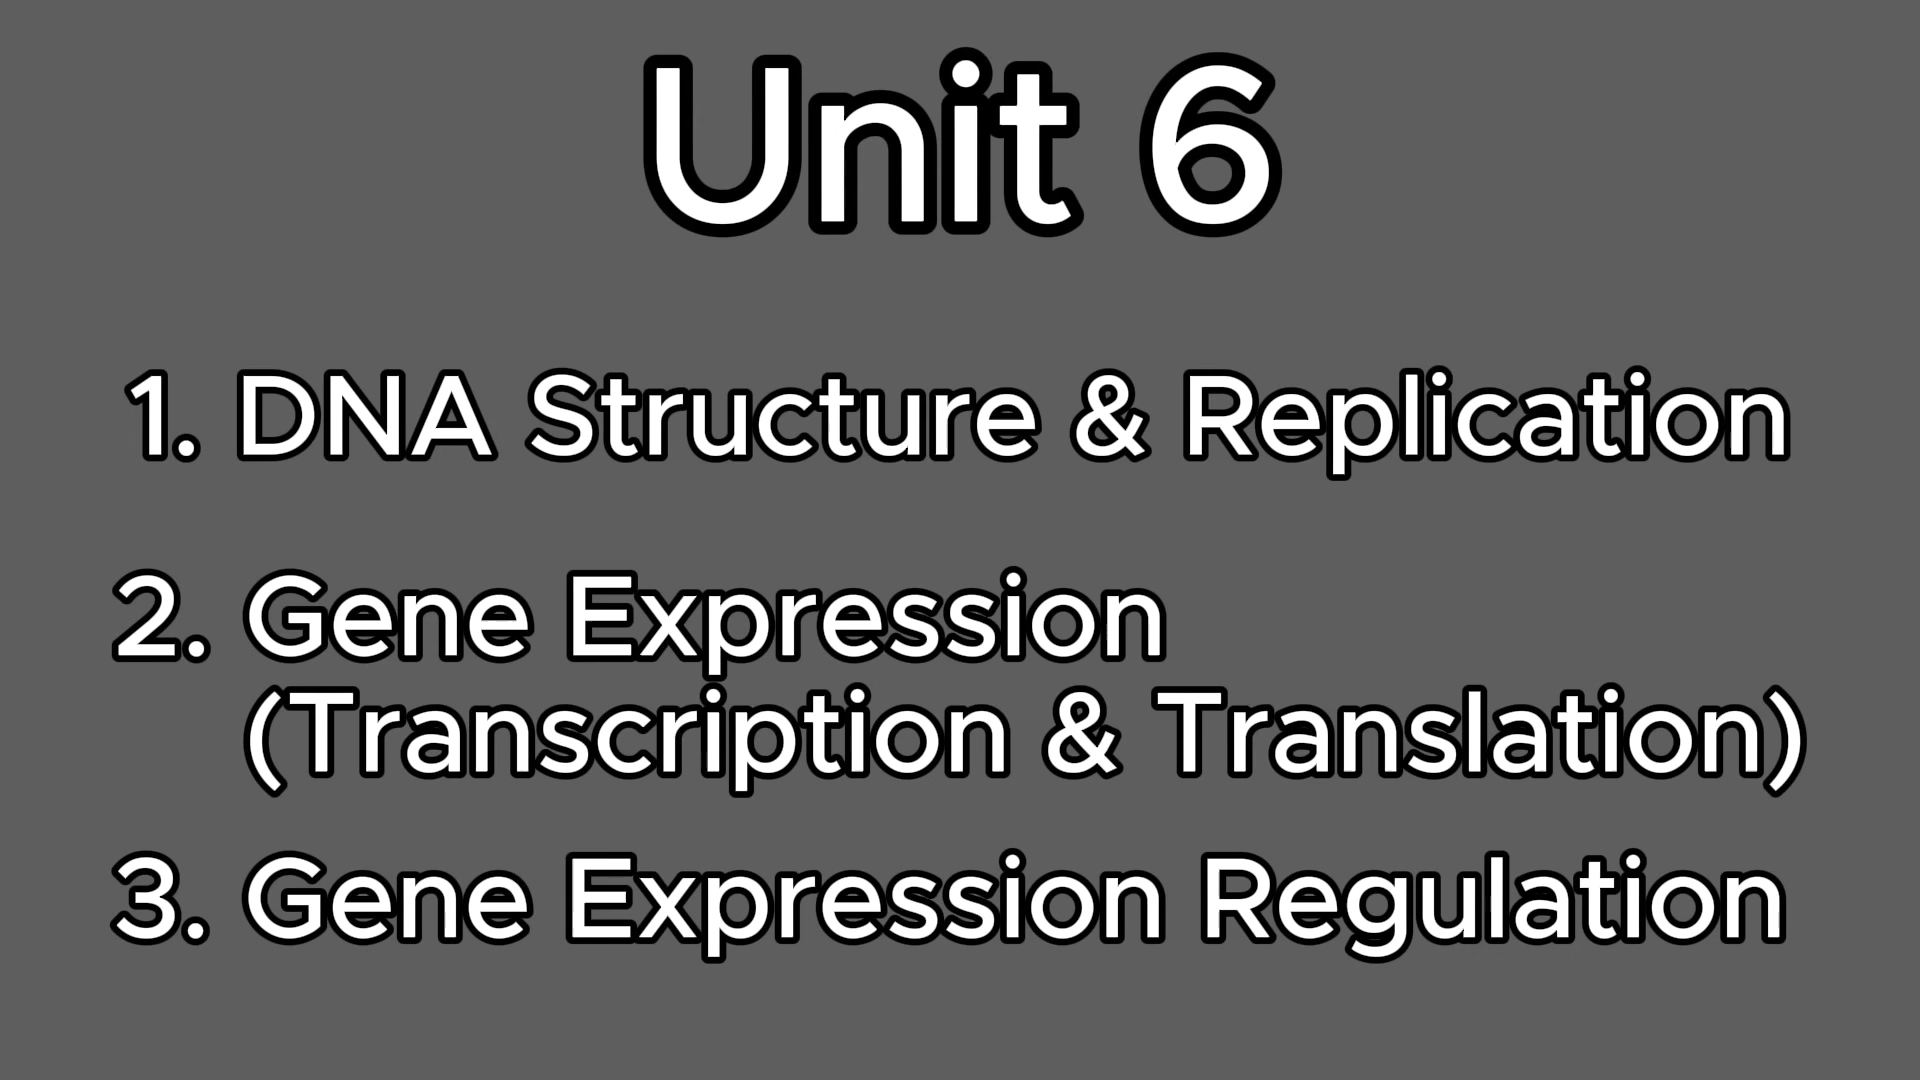 Unit 6
1. DNA Structure & Replication
2. Gene Expression
(Transcription & Translation)
3. Gene Expression Regulation